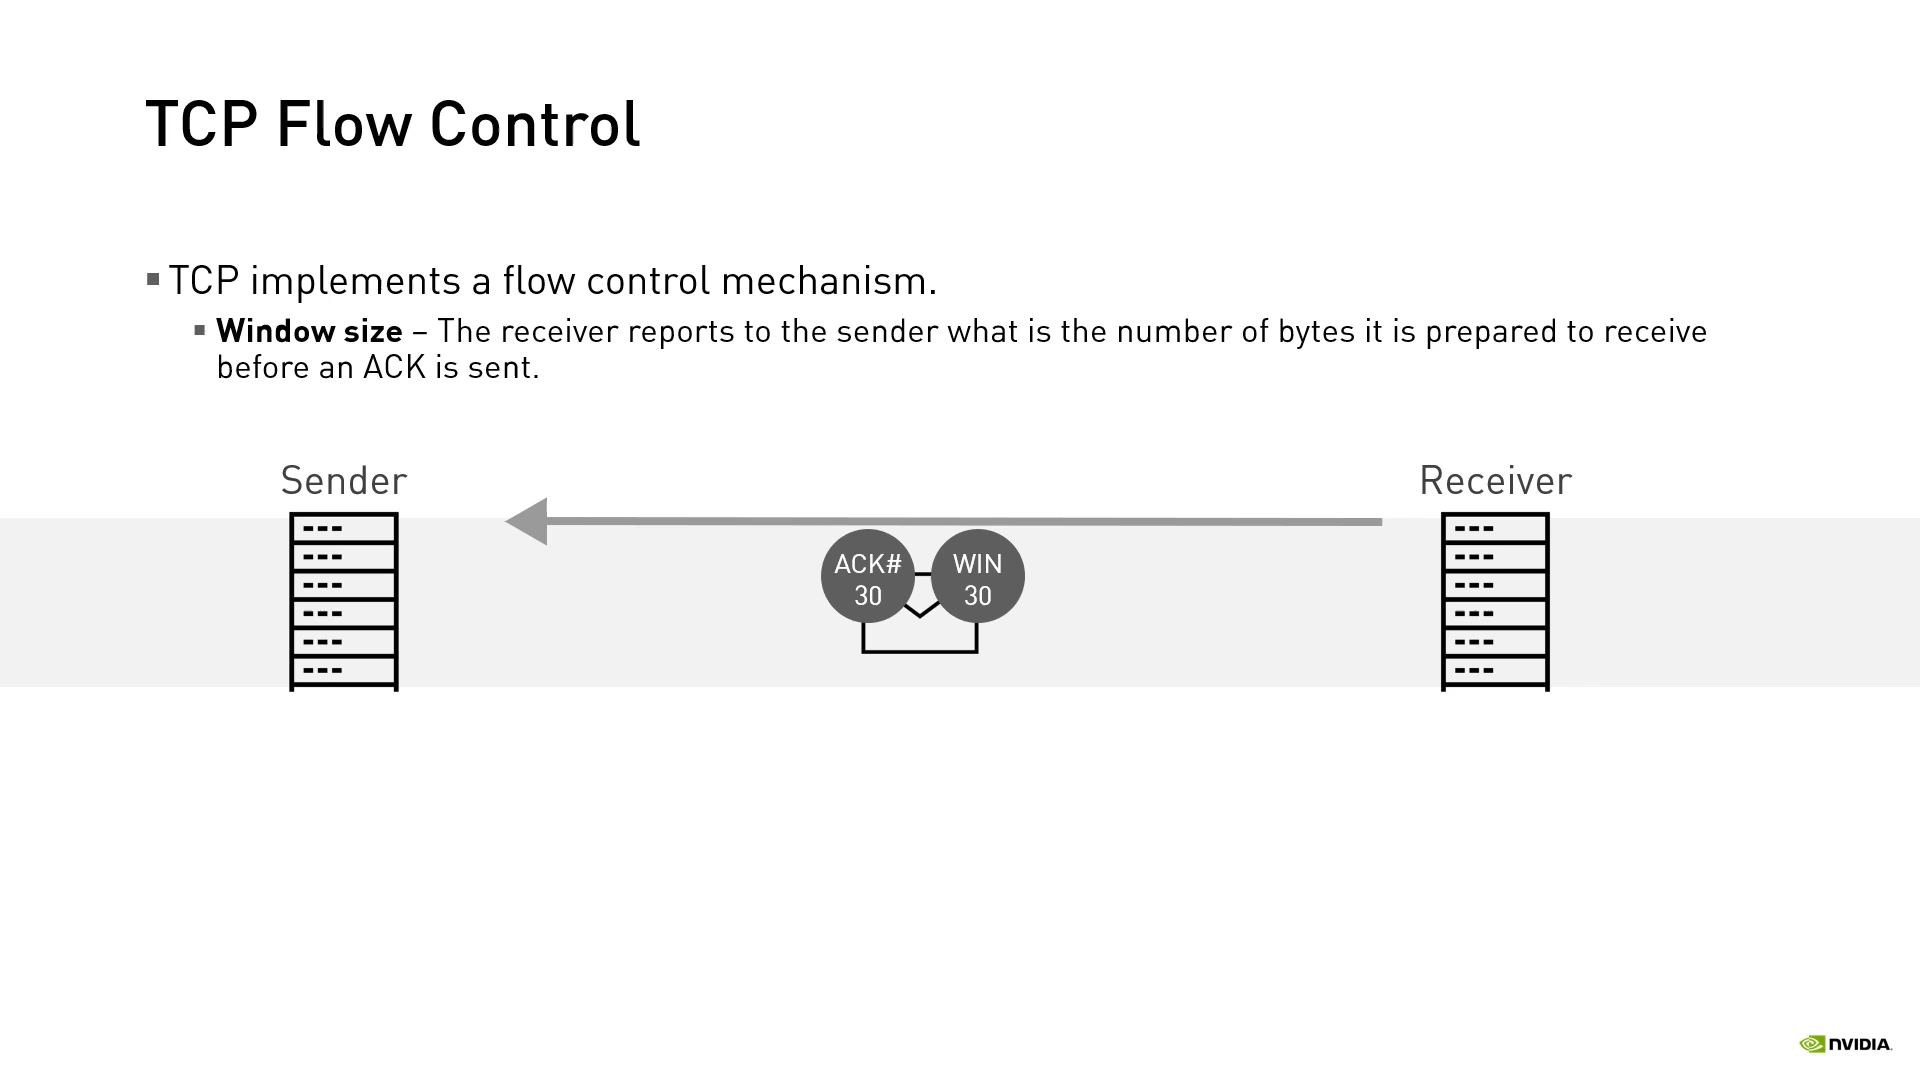 TCP Flow Control
TCP implements a flow control mechanism.
Window size – The receiver reports to the sender what is the number of bytes it is prepared to receive
before an ACK is sent.
Sender
Receiver
ACK#
30
WIN
30
NVIDIA.